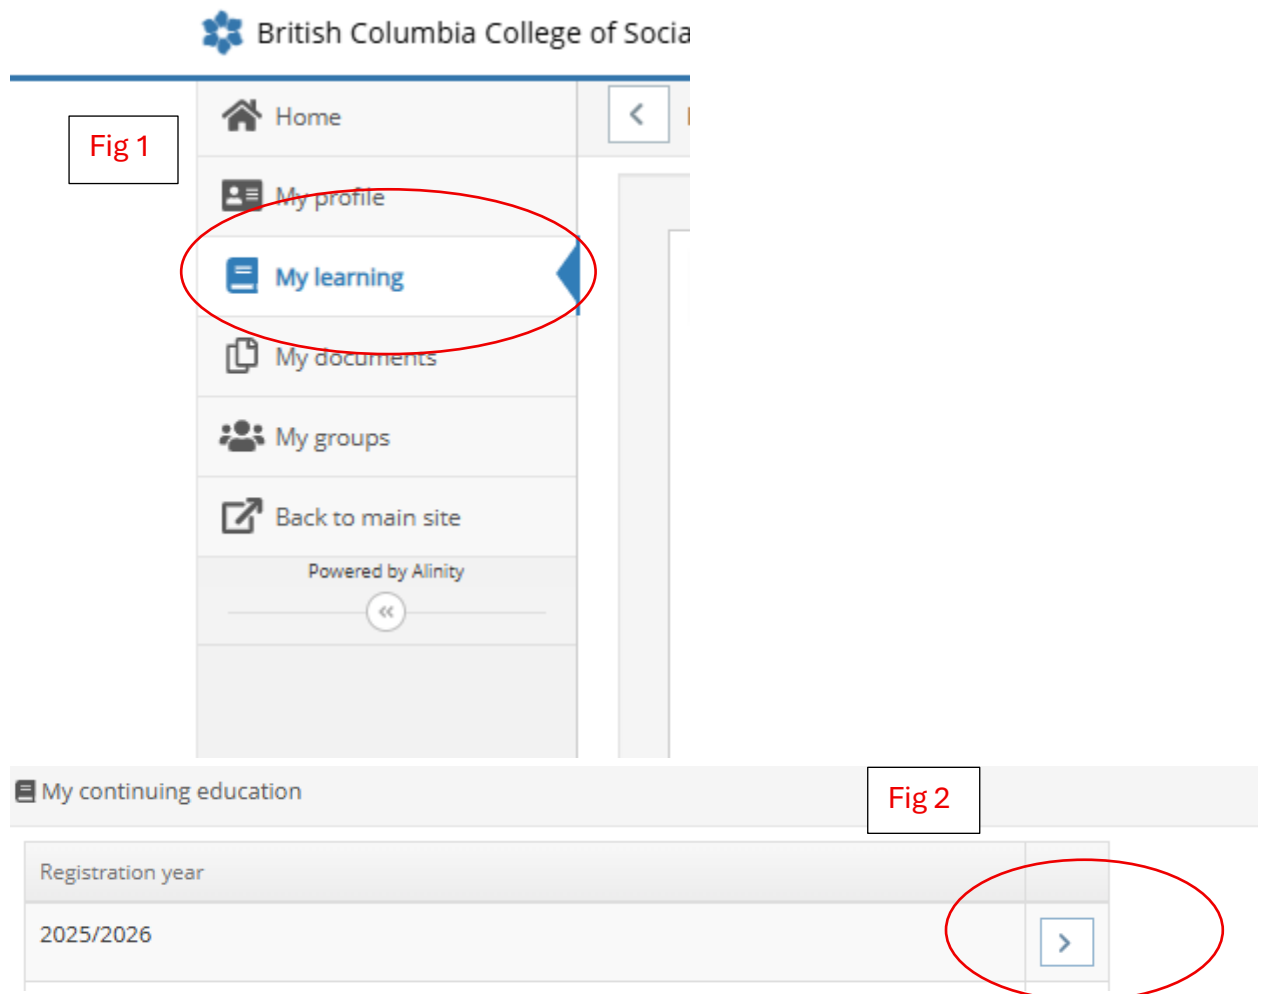 British Columbia College of Socia
Home
Fig 1
My profile
My learning
My documents
My groups
Back to main site
Powered by Alinity
My continuing education
Fig 2
Registration year
2025/2026